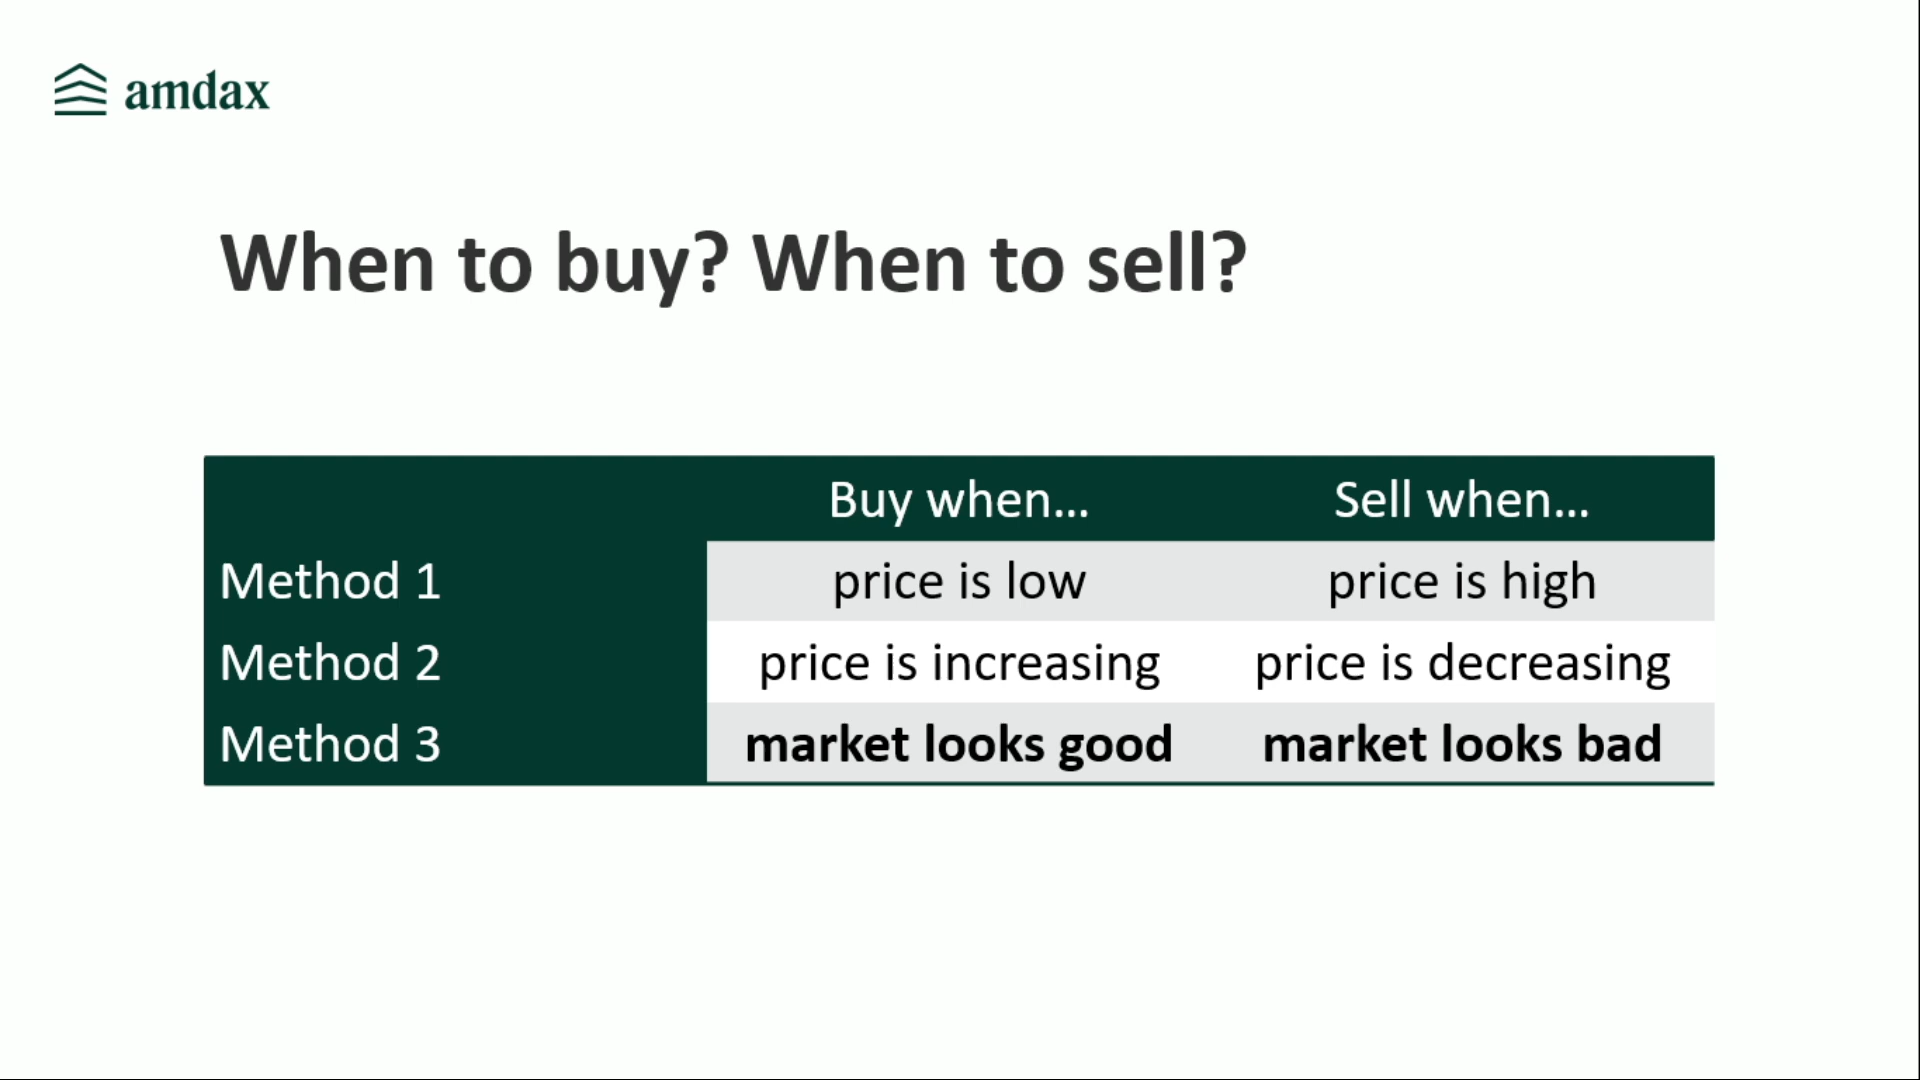 amdax
When to buy? When to sell?
Buy when... Sell when...
Method 1 price is low price is high
Method 2 price is increasing price is decreasing
Method 3 market looks good market looks bad